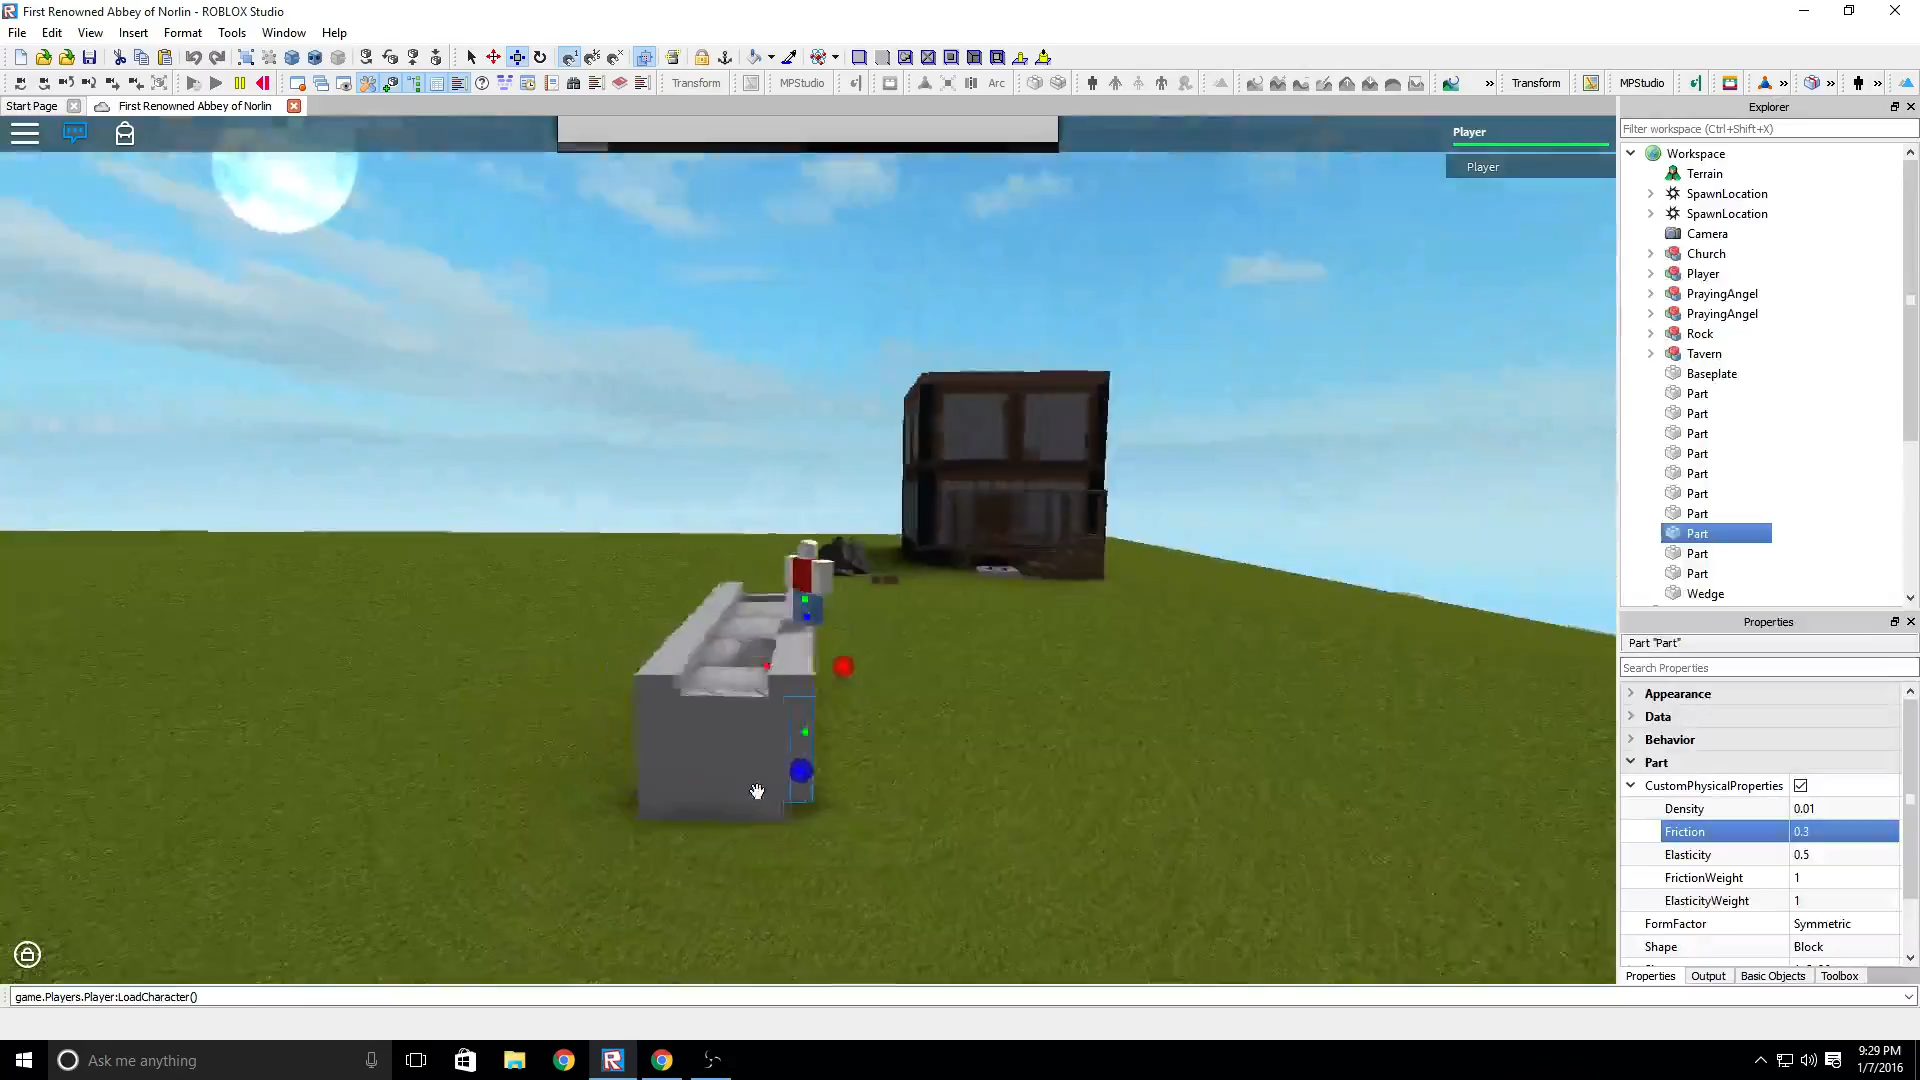 First Renowned Abbey of Norlin - ROBLOX Studio
File Edit View Insert Format Tools Window Help
Transform MPStudio Arc » Transform MPStudio » » »
Start Page First Renowned Abbey of Norlin
Explorer
Filter workspace (Ctrl+Shift+X)
Player
Player
Workspace
Terrain
SpawnLocation
SpawnLocation
Camera
Church
Player
PrayingAngel
PrayingAngel
Rock
Tavern
Baseplate
Part
Part
Part
Part
Part
Part
Part
Part
Part
Part
Wedge
Properties
Part "Part"
Search Properties
Appearance
Data
Behavior
Part
CustomPhysicalProperties
Density 0.01
Friction 0.3
Elasticity 0.5
FrictionWeight 1
ElasticityWeight 1
FormFactor Symmetric
Shape Block
Properties Output Basic Objects Toolbox
game.Players.Player:LoadCharacter()
Ask me anything
9:29 PM
1/7/2016